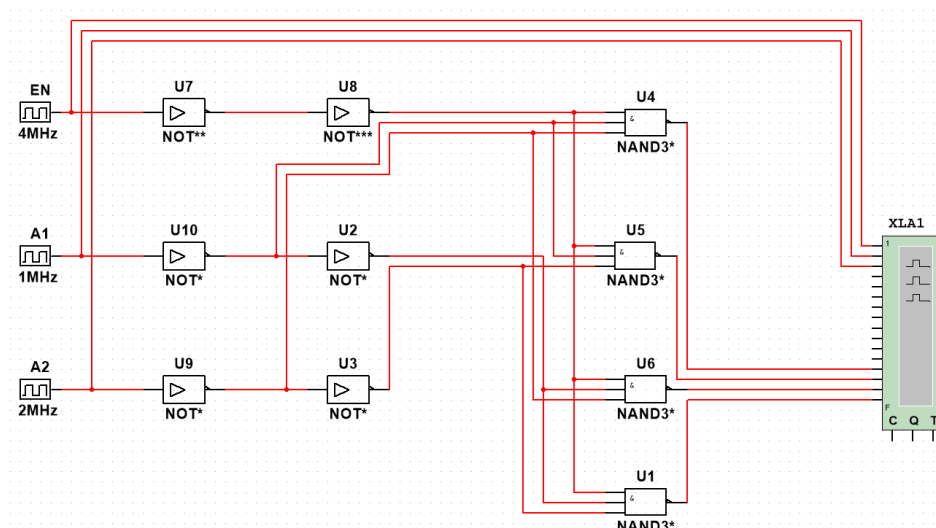 EN
4MHz
U7
NOT**
U8
NOT***
U4
&
NAND3*
XLA1
1
F
C Q T
A1
1MHz
U10
NOT*
U2
NOT*
U5
&
NAND3*
A2
2MHz
U9
NOT*
U3
NOT*
U6
&
NAND3*
U1
&
NAND3*